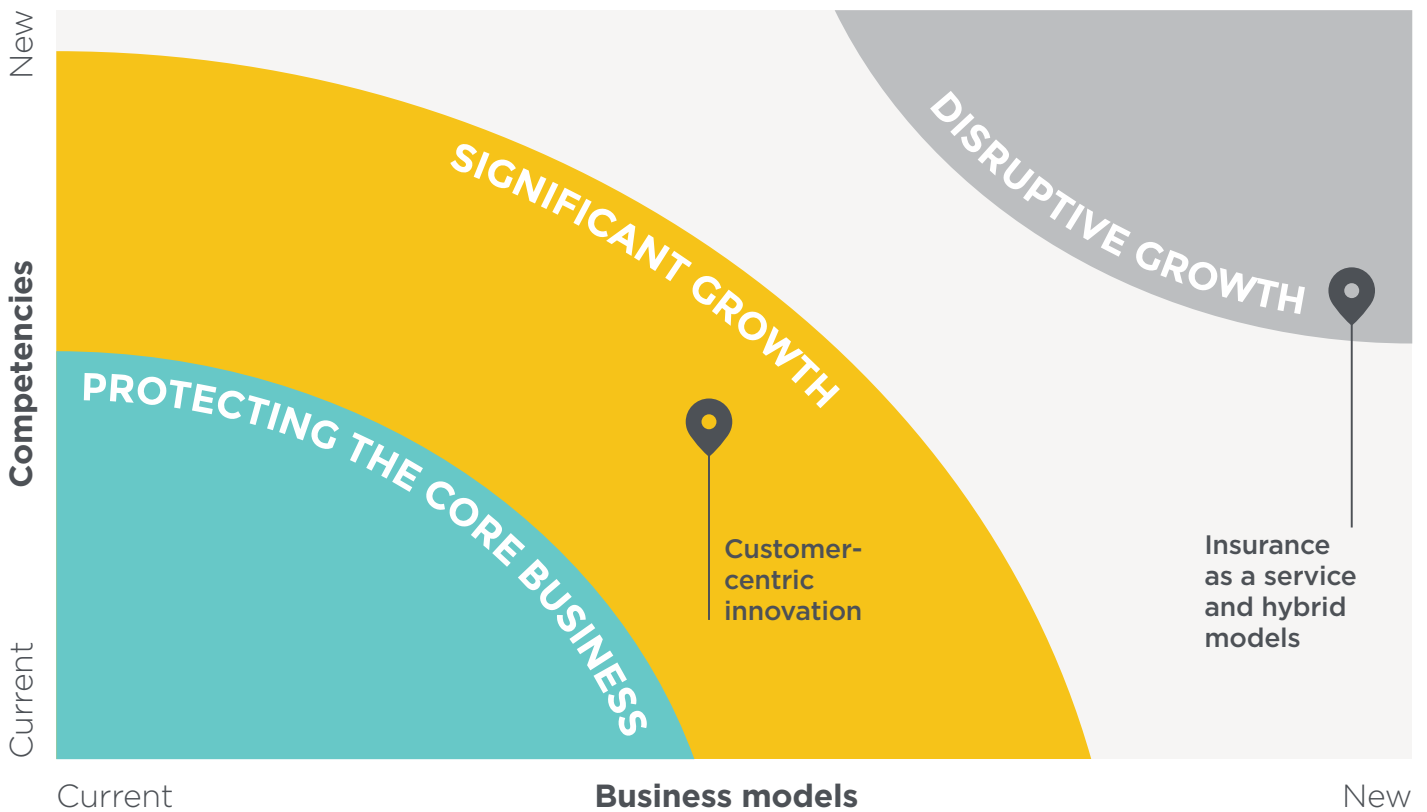 New
Competencies
Current
SIGNIFICANT GROWTH
DISRUPTIVE GROWTH
PROTECTING THE CORE BUSINESS
Customer-
centric
innovation
Insurance
as a service
and hybrid
models
Current
Business models
New